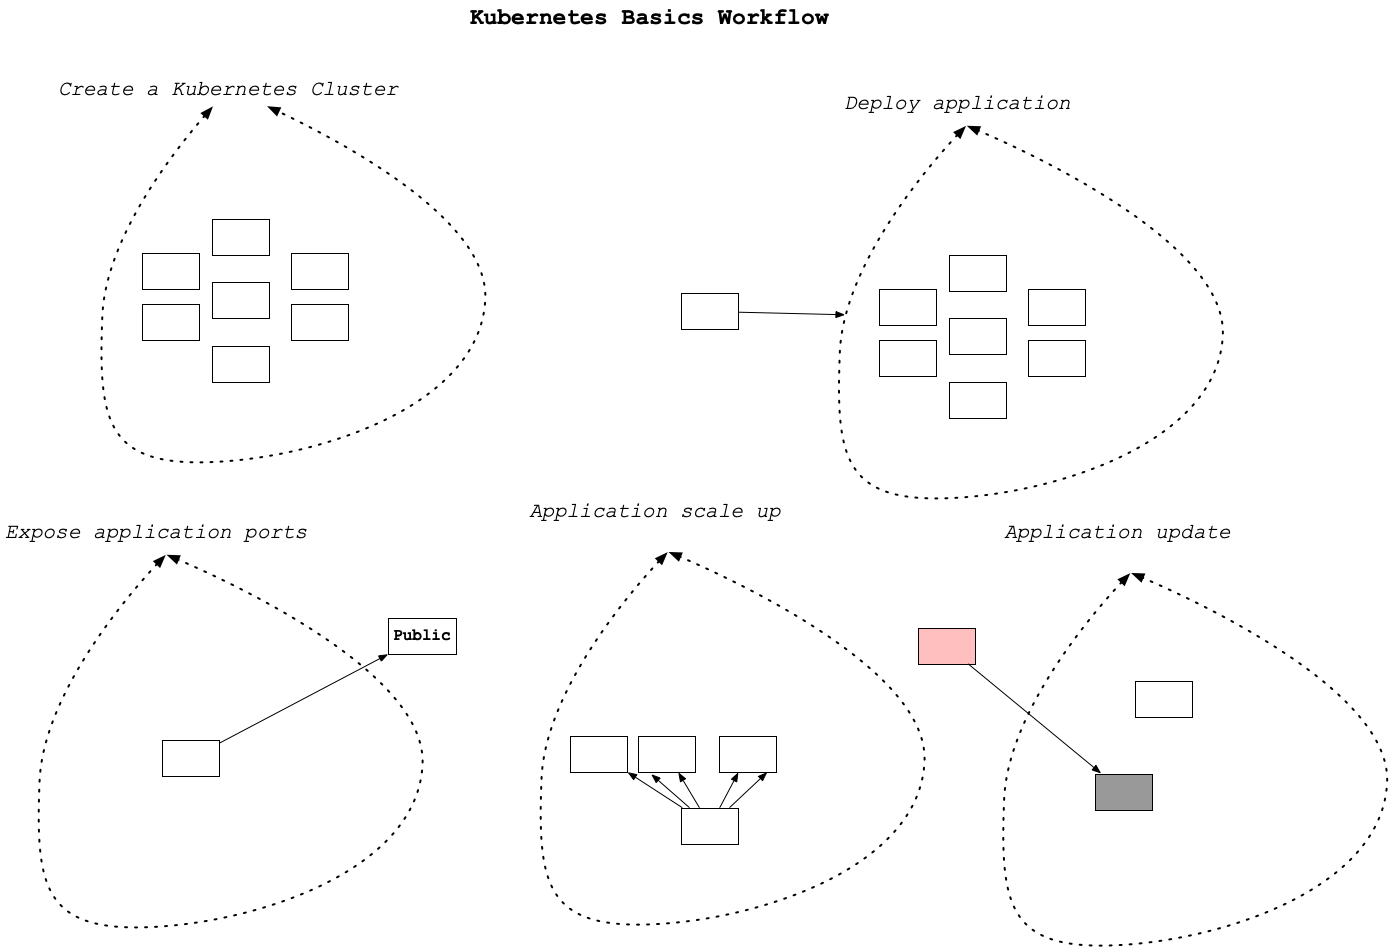 Kubernetes Basics Workflow
Create a Kubernetes Cluster
Deploy application
Expose application ports
Application scale up
Application update
Public